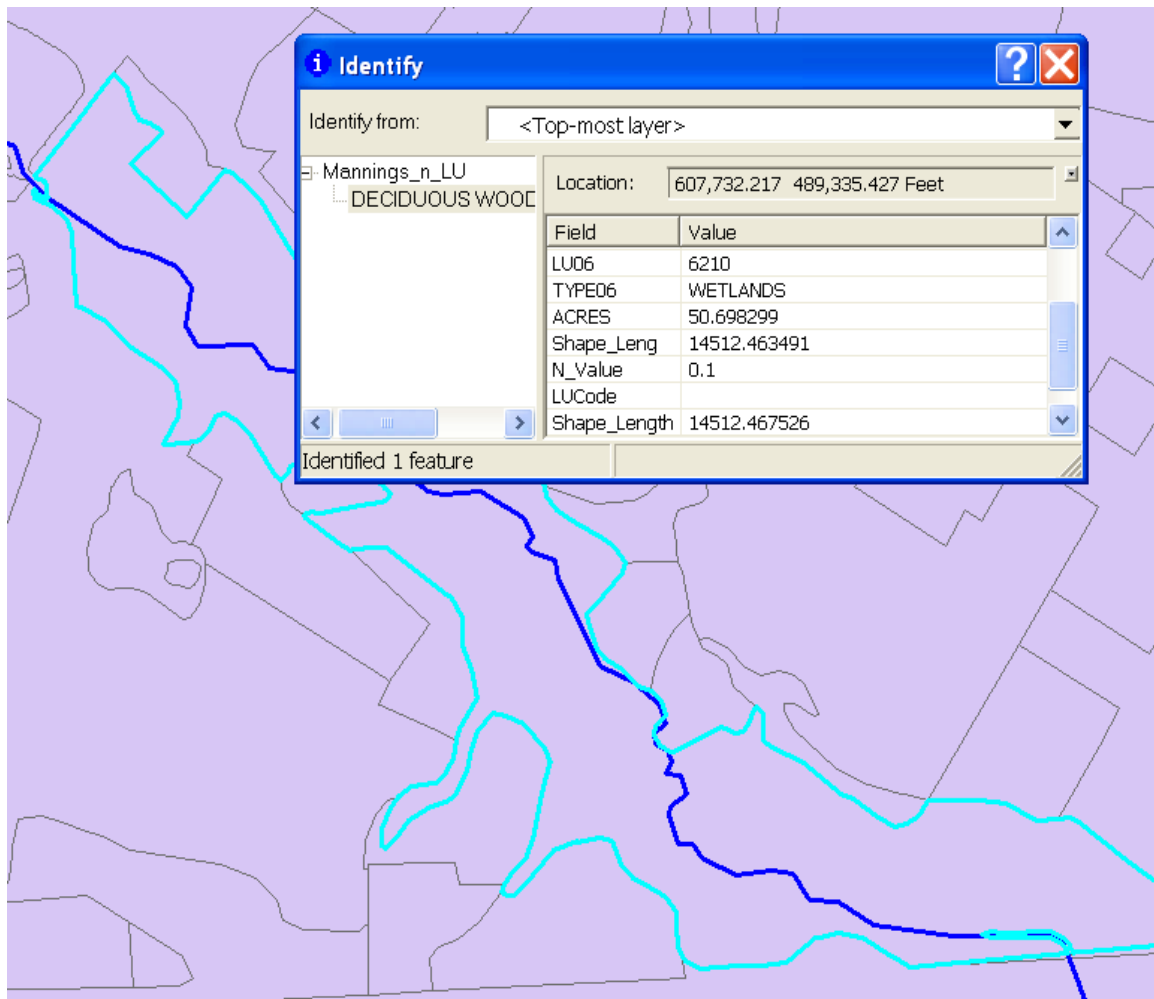 Identify
Identify from: <Top-most layer>
Mannings_n_LU
DECIDUOUS WOOD
Location: 607,732.217 489,335.427 Feet
Field Value
LU06 6210
TYPE06 WETLANDS
ACRES 50.698299
Shape_Leng 14512.463491
N_Value 0.1
LUCode
Shape_Length 14512.467526
Identified 1 feature